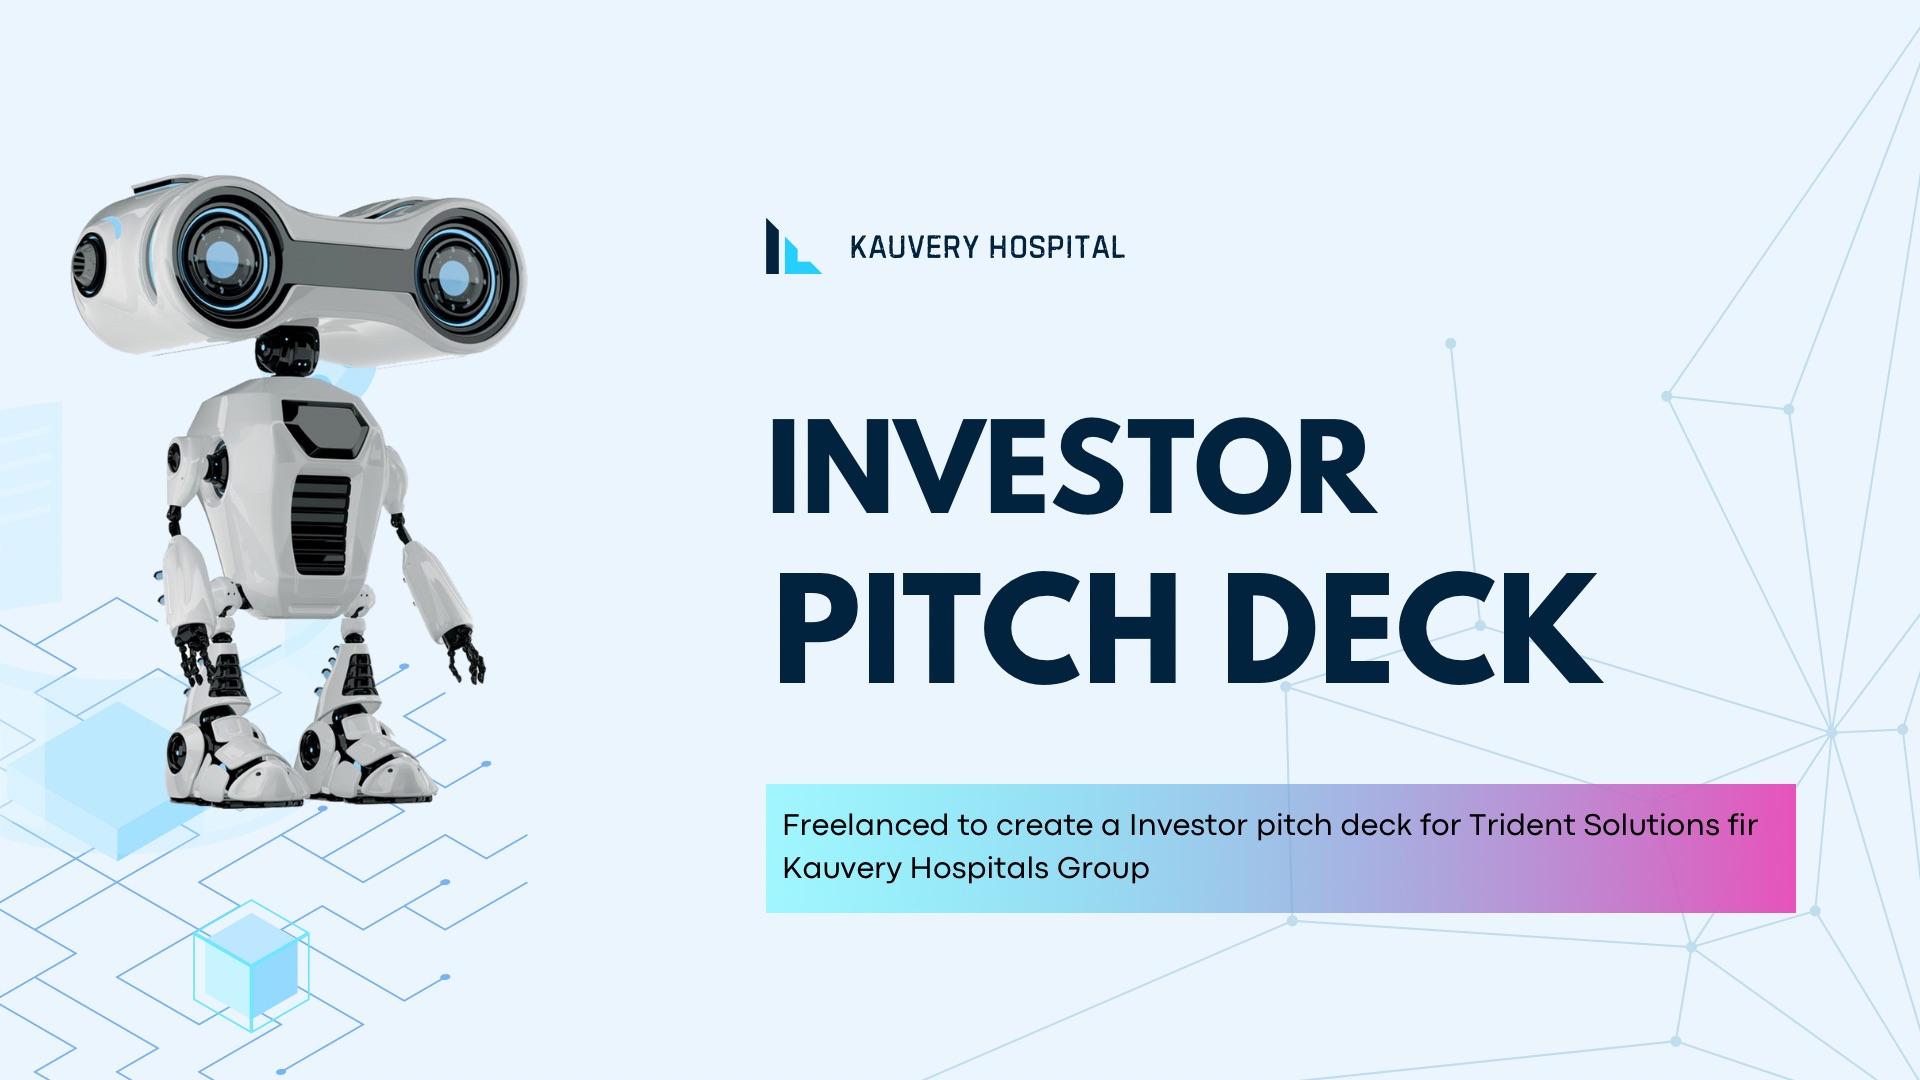 KAUVERY HOSPITAL
INVESTOR
PITCH DECK
Freelanced to create a Investor pitch deck for Trident Solutions fir
Kauvery Hospitals Group